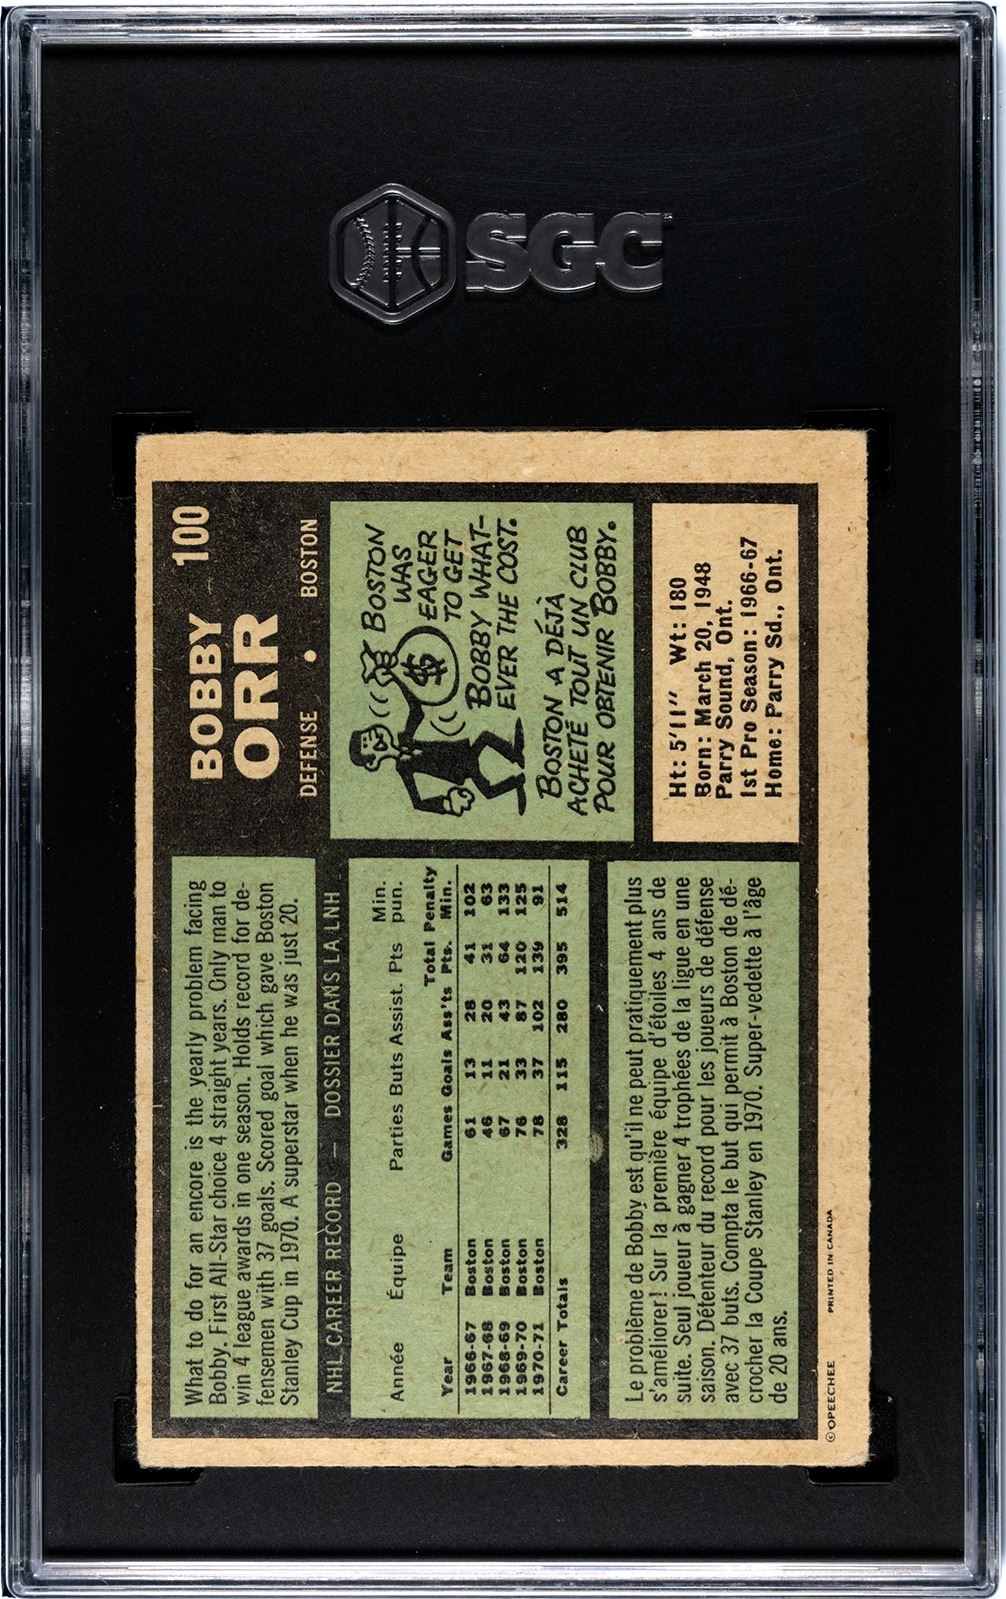 SGC
BOBBY 100
ORR
DEFENSE • BOSTON
What to do for an encore is the yearly problem facing
Bobby. First All-Star choice 4 straight years. Only man to
win 4 league awards in one season. Holds record for de-
fensemen with 37 goals. Scored goal which gave Boston
Stanley Cup in 1970. A superstar when he was just 20.
NHL CAREER RECORD — DOSSIER DANS LA LNH
Année Équipe Parties Buts Assist. Pts Min. pun.
Year Team Games Goals Ass'ts Total Pts. Penalty Min.
1966-67 Boston 61 13 28 41 102
1967-68 Boston 46 11 20 31 63
1968-69 Boston 67 21 43 64 133
1969-70 Boston 76 33 87 120 125
1970-71 Boston 78 37 102 139 91
Career Totals 328 115 280 395 514
Le problème de Bobby est qu'il ne peut pratiquement plus
s'améliorer! Sur la première équipe d'étoiles 4 ans de
suite. Seul joueur à gagner 4 trophées de la ligue en une
saison. Détenteur du record pour les joueurs de défense
avec 37 buts. Compta le but qui permit à Boston de dé-
crocher la Coupe Stanley en 1970. Super-vedette à l'âge
de 20 ans.
$
BOSTON
WAS
EAGER
TO GET
BOBBY WHAT-
EVER THE COST.
BOSTON A DÉJÀ
ACHETÉ TOUT UN CLUB
POUR OBTENIR BOBBY.
Ht: 5'11" Wt: 180
Born: March 20, 1948
Parry Sound, Ont.
1st Pro Season: 1966-67
Home: Parry Sd., Ont.
© OPEECHEE PRINTED IN CANADA